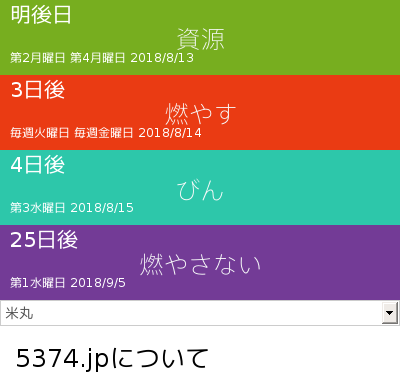 明後日
資源
第2月曜日 第4月曜日 2018/8/13
3日後
燃やす
毎週火曜日 毎週金曜日 2018/8/14
4日後
びん
第3水曜日 2018/8/15
25日後
燃やさない
第1水曜日 2018/9/5
米丸
5374.jpについて